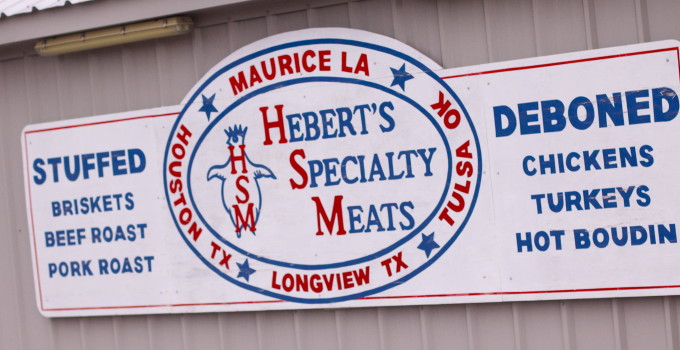 STUFFED
BRISKETS
BEEF ROAST
PORK ROAST
MAURICE LA
HOUSTON TX
TULSA OK
LONGVIEW TX
HSM
HEBERT'S
SPECIALTY
MEATS
DEBONED
CHICKENS
TURKEYS
HOT BOUDIN